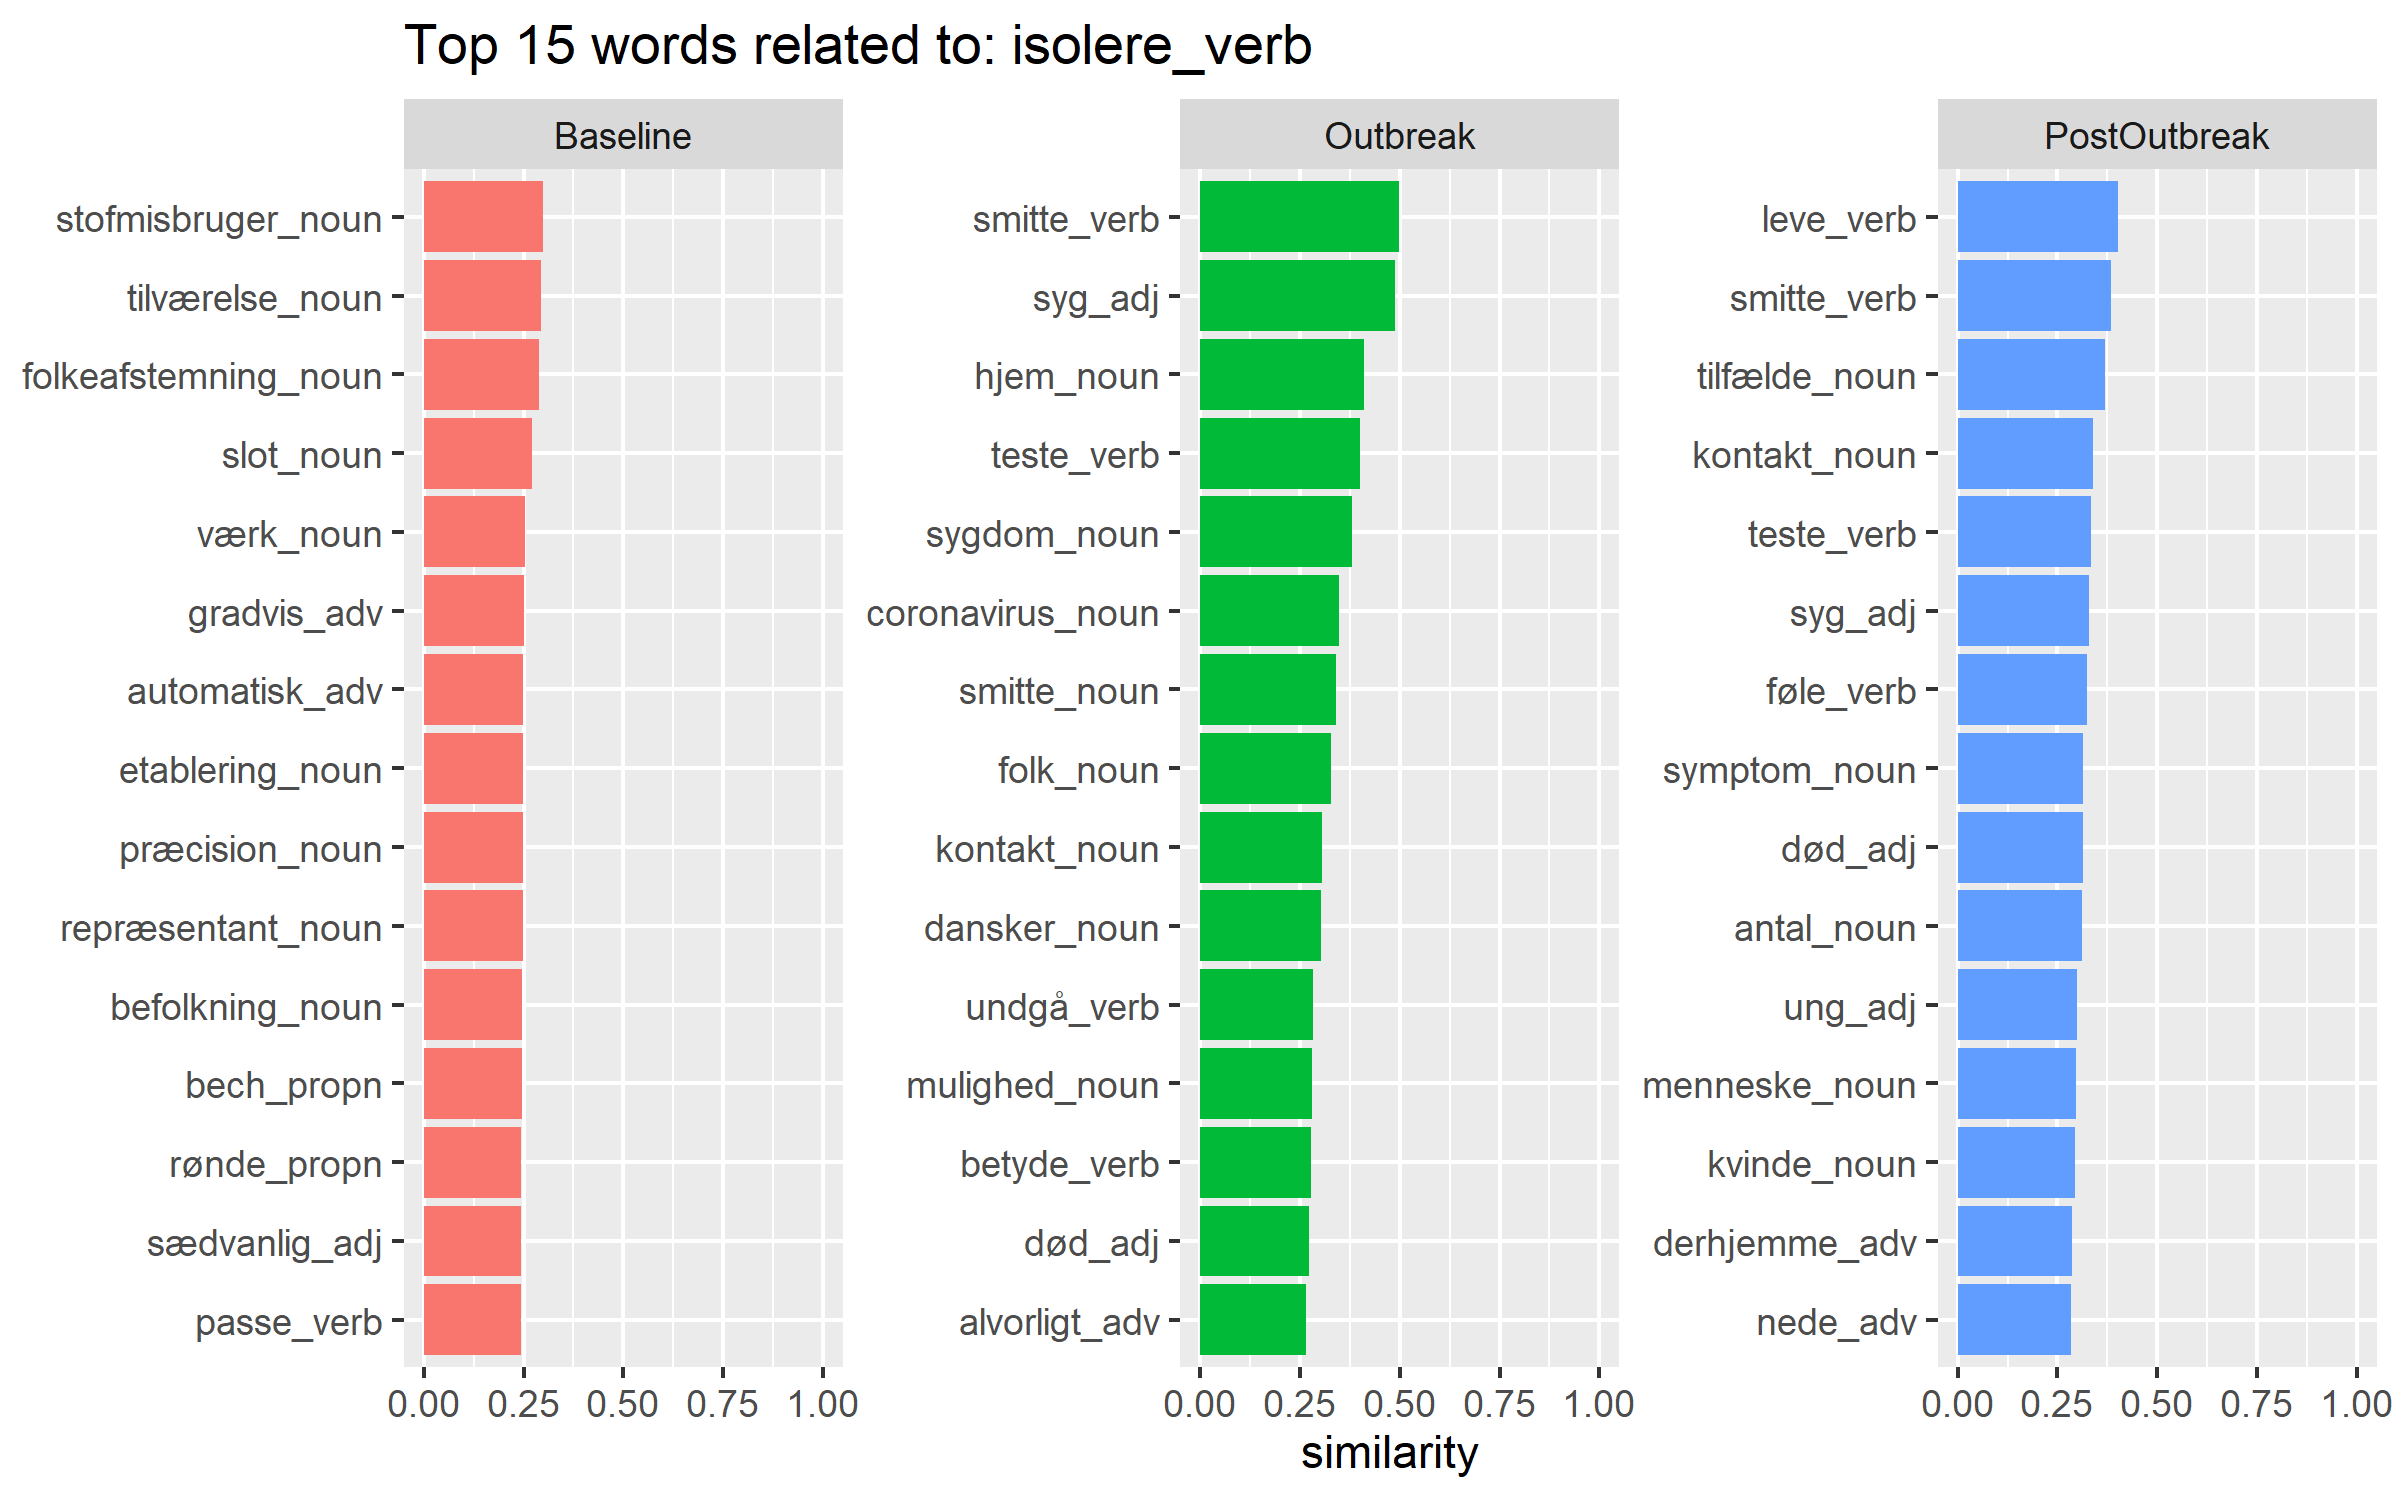 Top 15 words related to: isolere_verb
Baseline
stofmisbruger_noun
tilværelse_noun
folkeafstemning_noun
slot_noun
værk_noun
gradvis_adv
automatisk_adv
etablering_noun
præcision_noun
repræsentant_noun
befolkning_noun
bech_propn
rønde_propn
sædvanlig_adj
passe_verb
0.00 0.25 0.50 0.75 1.00
Outbreak
smitte_verb
syg_adj
hjem_noun
teste_verb
sygdom_noun
coronavirus_noun
smitte_noun
folk_noun
kontakt_noun
dansker_noun
undgå_verb
mulighed_noun
betyde_verb
død_adj
alvorligt_adv
0.00 0.25 0.50 0.75 1.00
PostOutbreak
leve_verb
smitte_verb
tilfælde_noun
kontakt_noun
teste_verb
syg_adj
føle_verb
symptom_noun
død_adj
antal_noun
ung_adj
menneske_noun
kvinde_noun
derhjemme_adv
nede_adv
0.00 0.25 0.50 0.75 1.00
similarity